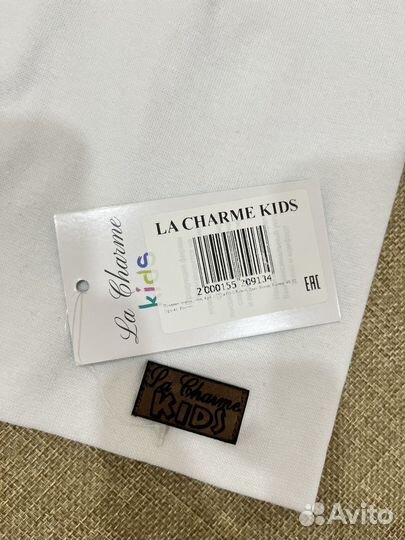 La Charme
kids
LA CHARME KIDS
2 000155 209134
EAC
La Charme
KIDS
Avito